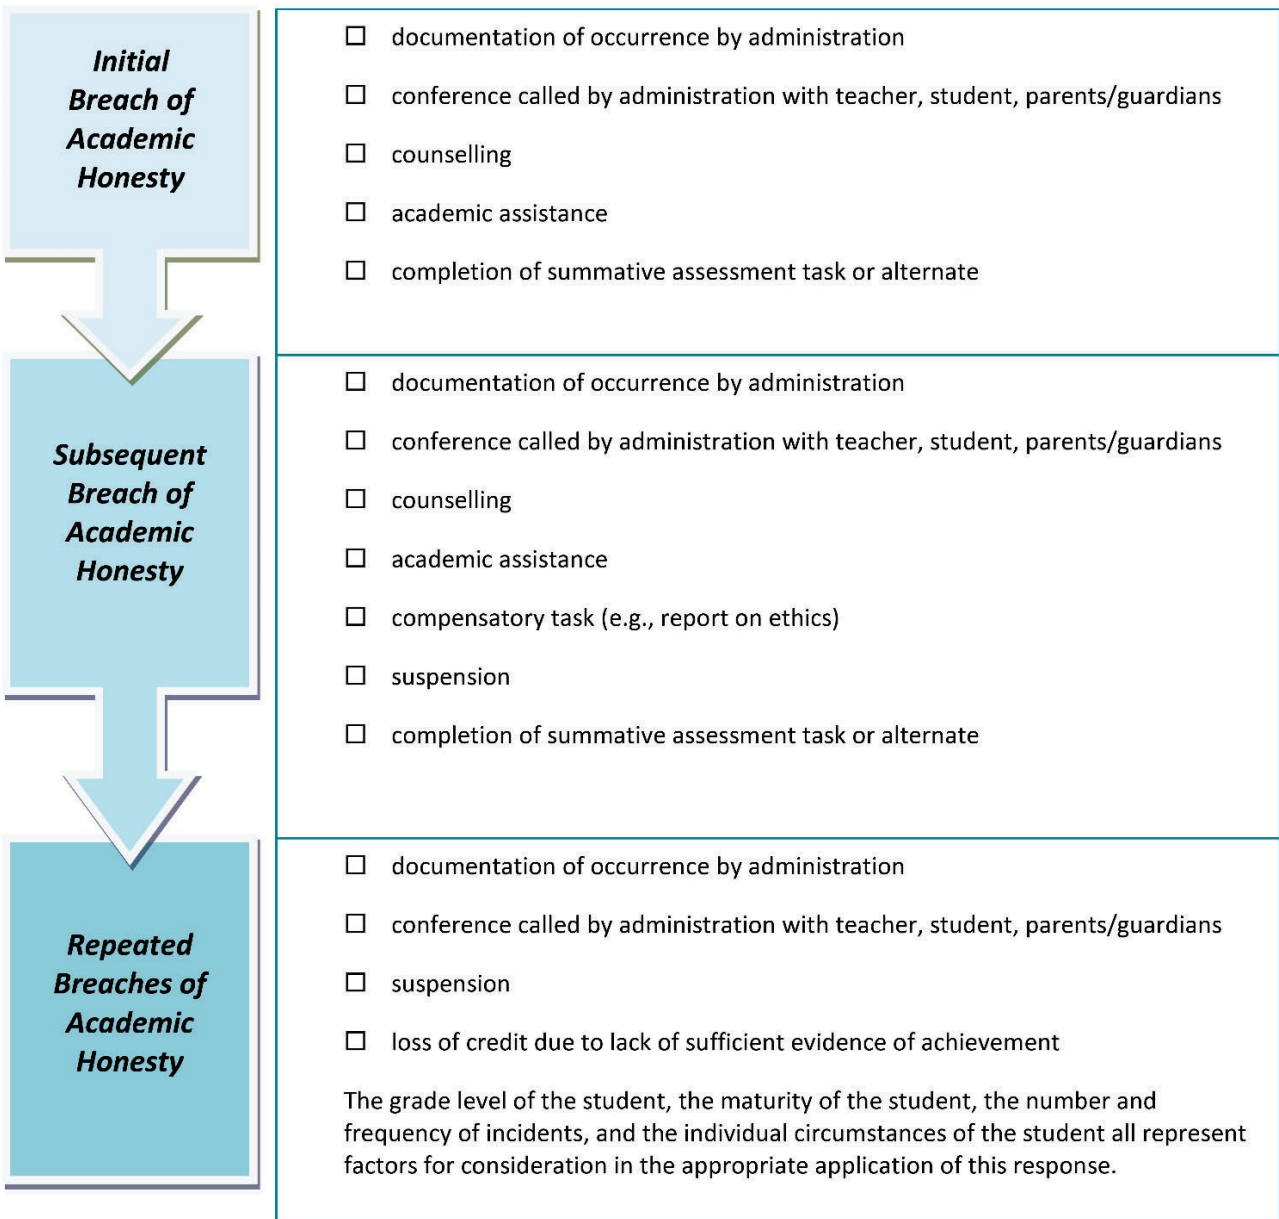 Initial
Breach of
Academic
Honesty
☐ documentation of occurrence by administration
☐ conference called by administration with teacher, student, parents/guardians
☐ counselling
☐ academic assistance
☐ completion of summative assessment task or alternate
Subsequent
Breach of
Academic
Honesty
☐ documentation of occurrence by administration
☐ conference called by administration with teacher, student, parents/guardians
☐ counselling
☐ academic assistance
☐ compensatory task (e.g., report on ethics)
☐ suspension
☐ completion of summative assessment task or alternate
Repeated
Breaches of
Academic
Honesty
☐ documentation of occurrence by administration
☐ conference called by administration with teacher, student, parents/guardians
☐ suspension
☐ loss of credit due to lack of sufficient evidence of achievement
The grade level of the student, the maturity of the student, the number and
frequency of incidents, and the individual circumstances of the student all represent
factors for consideration in the appropriate application of this response.